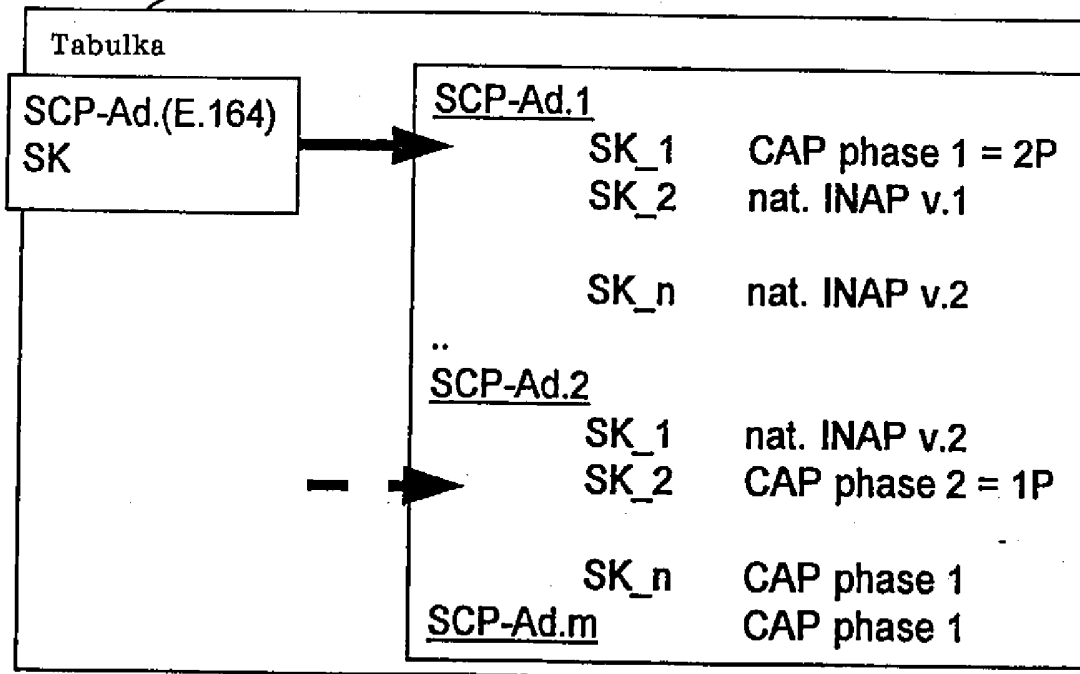 Tabulka
SCP-Ad.(E.164)
SK
SCP-Ad.1
SK_1 CAP phase 1 = 2P
SK_2 nat. INAP v.1
SK_n nat. INAP v.2
..
SCP-Ad.2
SK_1 nat. INAP v.2
SK_2 CAP phase 2 = 1P
SK_n CAP phase 1
SCP-Ad.m CAP phase 1